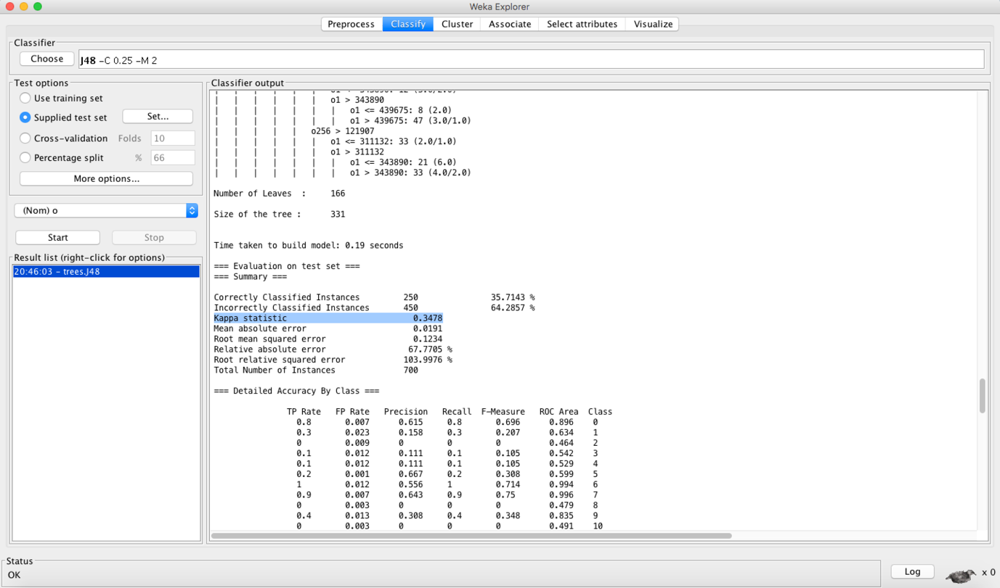 Weka Explorer
Preprocess Classify Cluster Associate Select attributes Visualize
Classifier
Choose J48 -C 0.25 -M 2
Test options
Use training set
Supplied test set Set...
Cross-validation Folds 10
Percentage split % 66
More options...
(Nom) o
Start Stop
Result list (right-click for options)
20:46:03 - trees.J48
Classifier output
| | | | | | o1 > 343890
| | | | | | | o1 <= 439675: 8 (2.0)
| | | | | | | o1 > 439675: 47 (3.0/1.0)
| | | | | o256 > 121907
| | | | | | o1 <= 311132: 33 (2.0/1.0)
| | | | | | o1 > 311132
| | | | | | | o1 <= 343890: 21 (6.0)
| | | | | | | o1 > 343890: 33 (4.0/2.0)
Number of Leaves : 166
Size of the tree : 331
Time taken to build model: 0.19 seconds
=== Evaluation on test set ===
=== Summary ===
Correctly Classified Instances 250 35.7143 %
Incorrectly Classified Instances 450 64.2857 %
Kappa statistic 0.3478
Mean absolute error 0.0191
Root mean squared error 0.1234
Relative absolute error 67.7705 %
Root relative squared error 103.9976 %
Total Number of Instances 700
=== Detailed Accuracy By Class ===
TP Rate FP Rate Precision Recall F-Measure ROC Area Class
0.8 0.007 0.615 0.8 0.696 0.896 0
0.3 0.023 0.158 0.3 0.207 0.634 1
0 0.009 0 0 0 0.464 2
0.1 0.012 0.111 0.1 0.105 0.542 3
0.1 0.012 0.111 0.1 0.105 0.529 4
0.2 0.001 0.667 0.2 0.308 0.599 5
1 0.012 0.556 1 0.714 0.994 6
0.9 0.007 0.643 0.9 0.75 0.996 7
0 0.003 0 0 0 0.479 8
0.4 0.013 0.308 0.4 0.348 0.835 9
0 0.003 0 0 0 0.491 10
Status
OK
Log
x 0